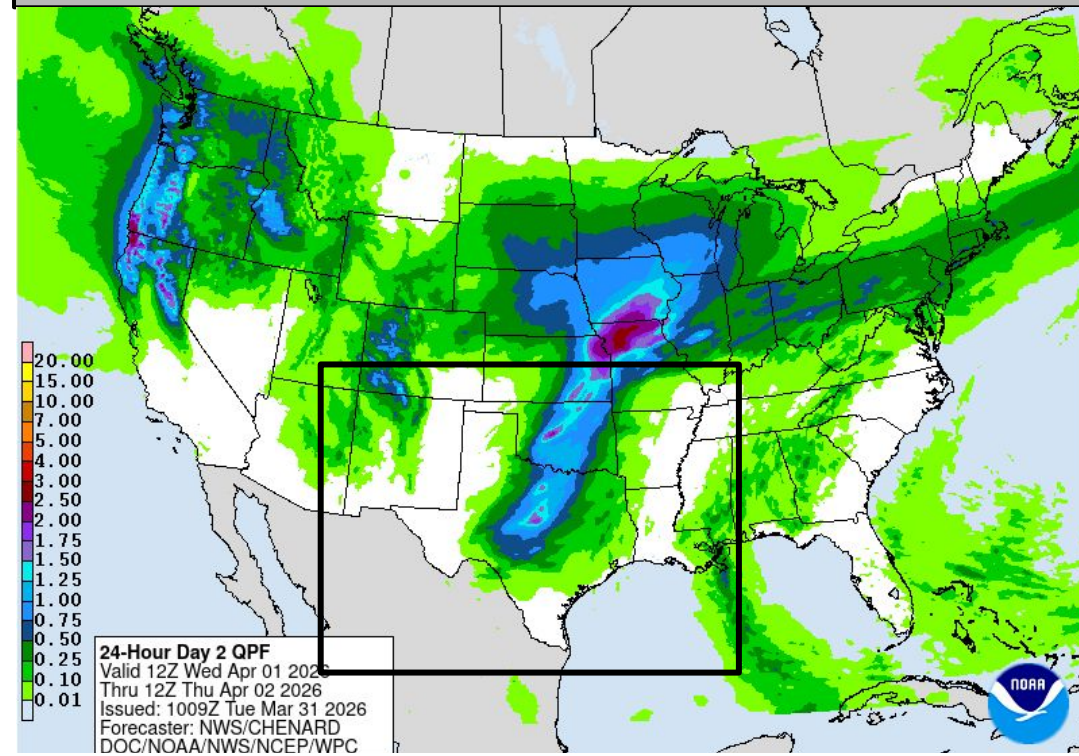 20.00
15.00
10.00
7.00
5.00
4.00
3.00
2.50
2.00
1.75
1.50
1.25
1.00
0.75
0.50
0.25
0.10
0.01
24-Hour Day 2 QPF
Valid 12Z Wed Apr 01 2026
Thru 12Z Thu Apr 02 2026
Issued: 1009Z Tue Mar 31 2026
Forecaster: NWS/CHENARD
DOC/NOAA/NWS/NCEP/WPC
NOAA